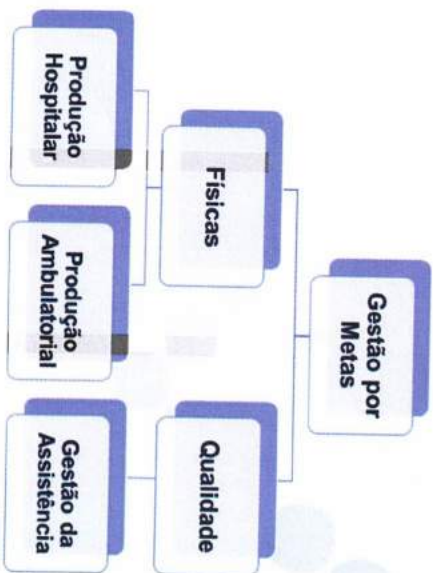 Gestão por
Metas
Físicas
Qualidade
Produção
Hospitalar
Produção
Ambulatorial
Gestão da
Assistência